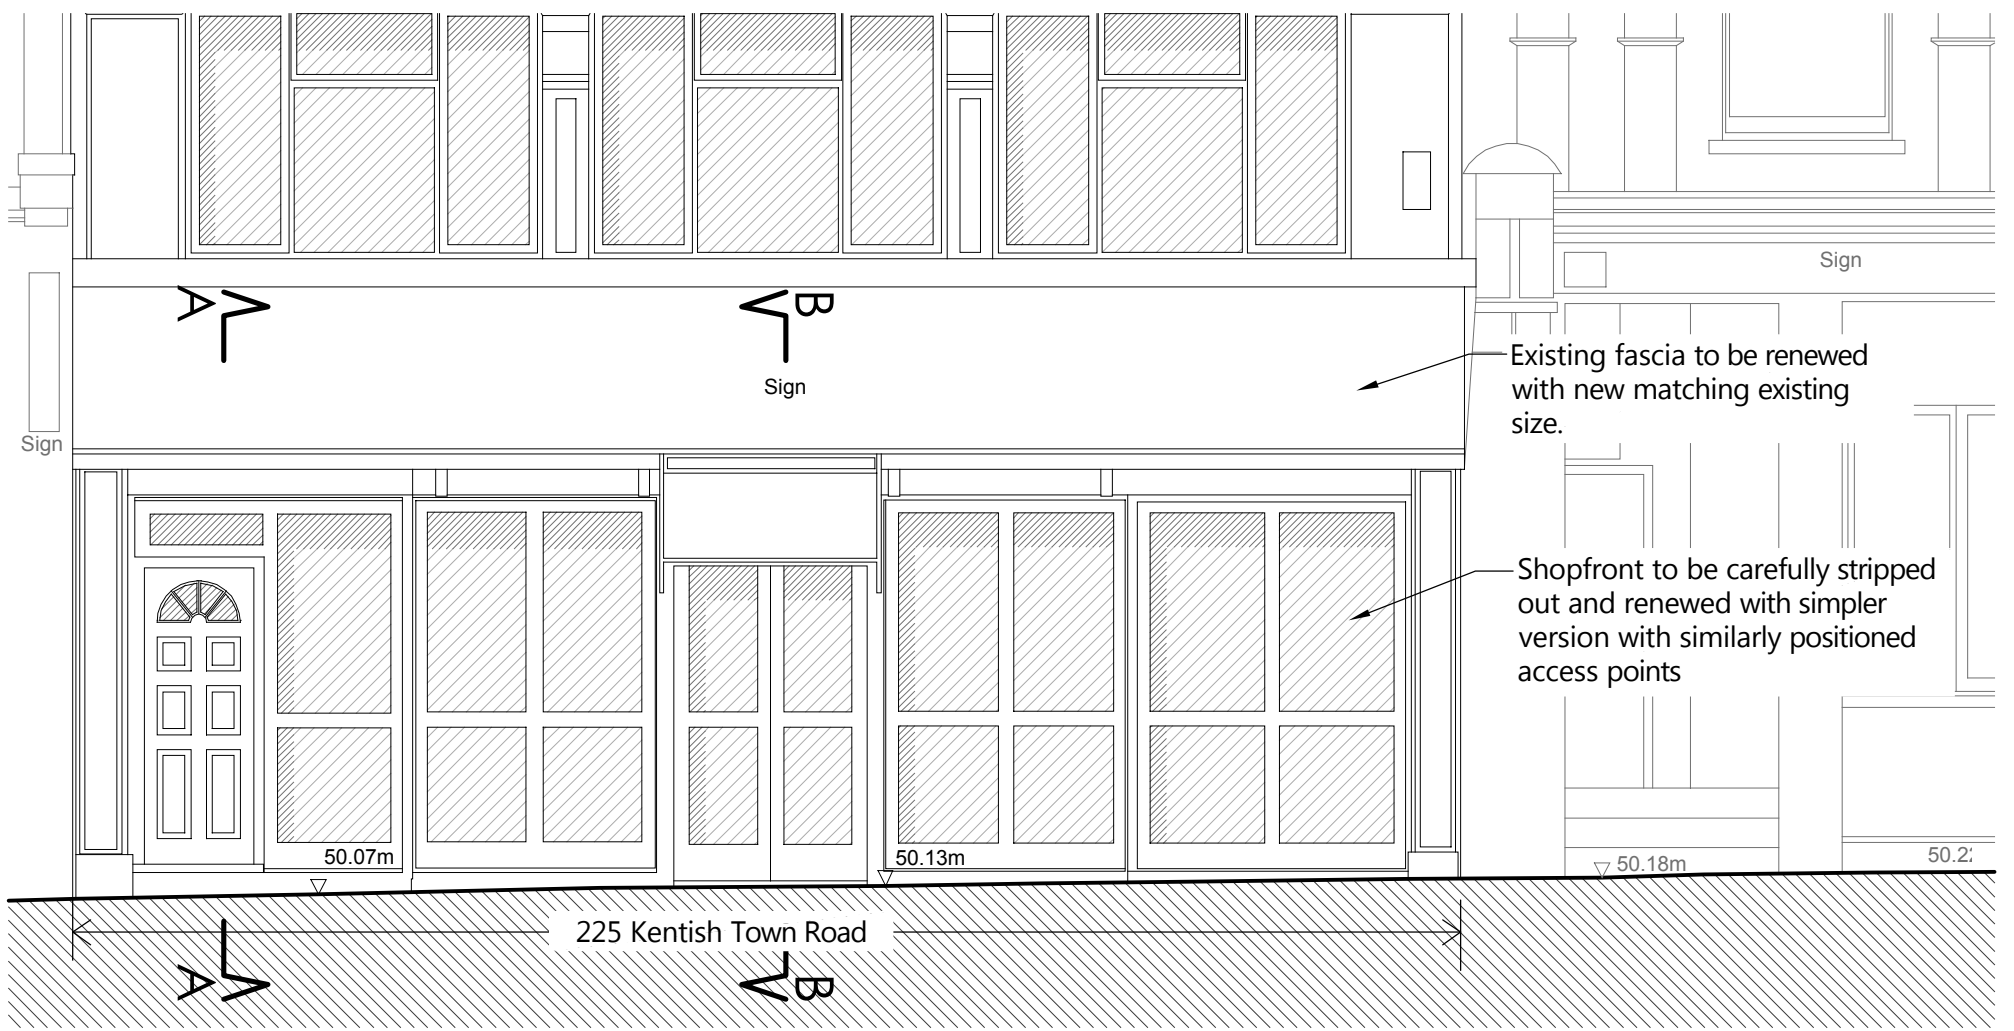 Sign
A
B
Sign
Existing fascia to be renewed
with new matching existing
size.
Sign
Shopfront to be carefully stripped
out and renewed with simpler
version with similarly positioned
access points
50.07m
50.13m
50.18m
50.2
225 Kentish Town Road
A
B